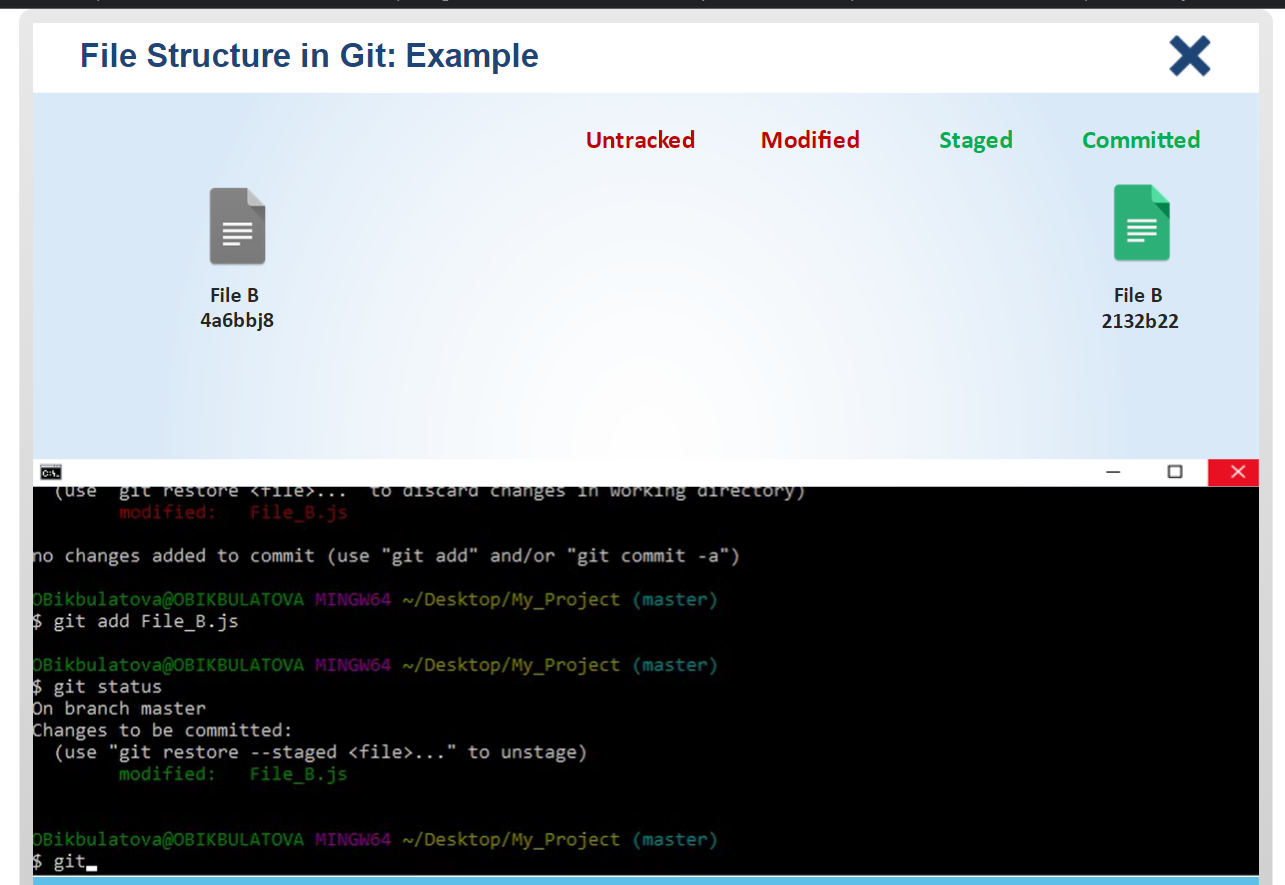 File Structure in Git: Example
Untracked Modified Staged Committed
File B
4a6bbj8
File B
2132b22
C:\.
(use "git restore <file>..." to discard changes in working directory)
modified: File_B.js
no changes added to commit (use "git add" and/or "git commit -a")
OBikbulatova@OBIKBULATOVA MINGW64 ~/Desktop/My_Project (master)
$ git add File_B.js
OBikbulatova@OBIKBULATOVA MINGW64 ~/Desktop/My_Project (master)
$ git status
On branch master
Changes to be committed:
(use "git restore --staged <file>..." to unstage)
modified: File_B.js
OBikbulatova@OBIKBULATOVA MINGW64 ~/Desktop/My_Project (master)
$ git_